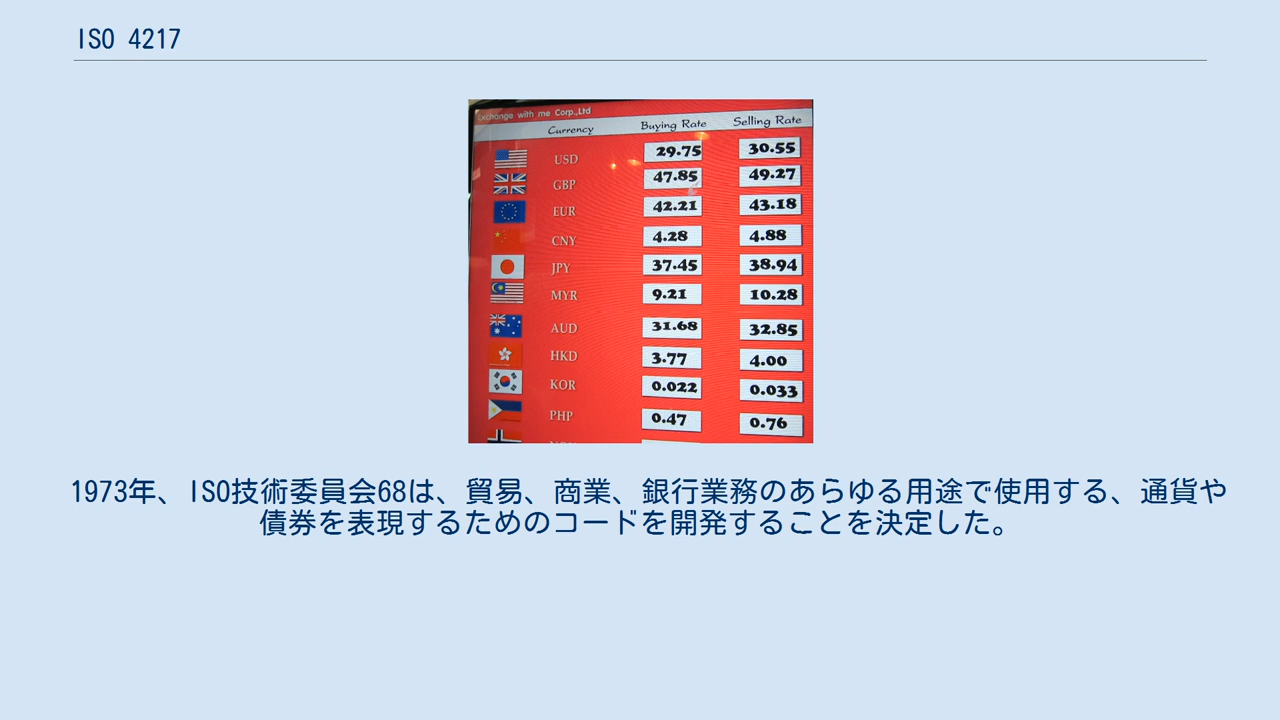 ISO 4217
Exchange with me Corp.,Ltd
Currency Buying Rate Selling Rate
USD 29.75 30.55
GBP 47.85 49.27
EUR 42.21 43.18
CNY 4.28 4.88
JPY 37.45 38.94
MYR 9.21 10.28
AUD 31.68 32.85
HKD 3.77 4.00
KOR 0.022 0.033
PHP 0.47 0.76
1973年、ISO技術委員会68は、貿易、商業、銀行業務のあらゆる用途で使用する、通貨や
債券を表現するためのコードを開発することを決定した。